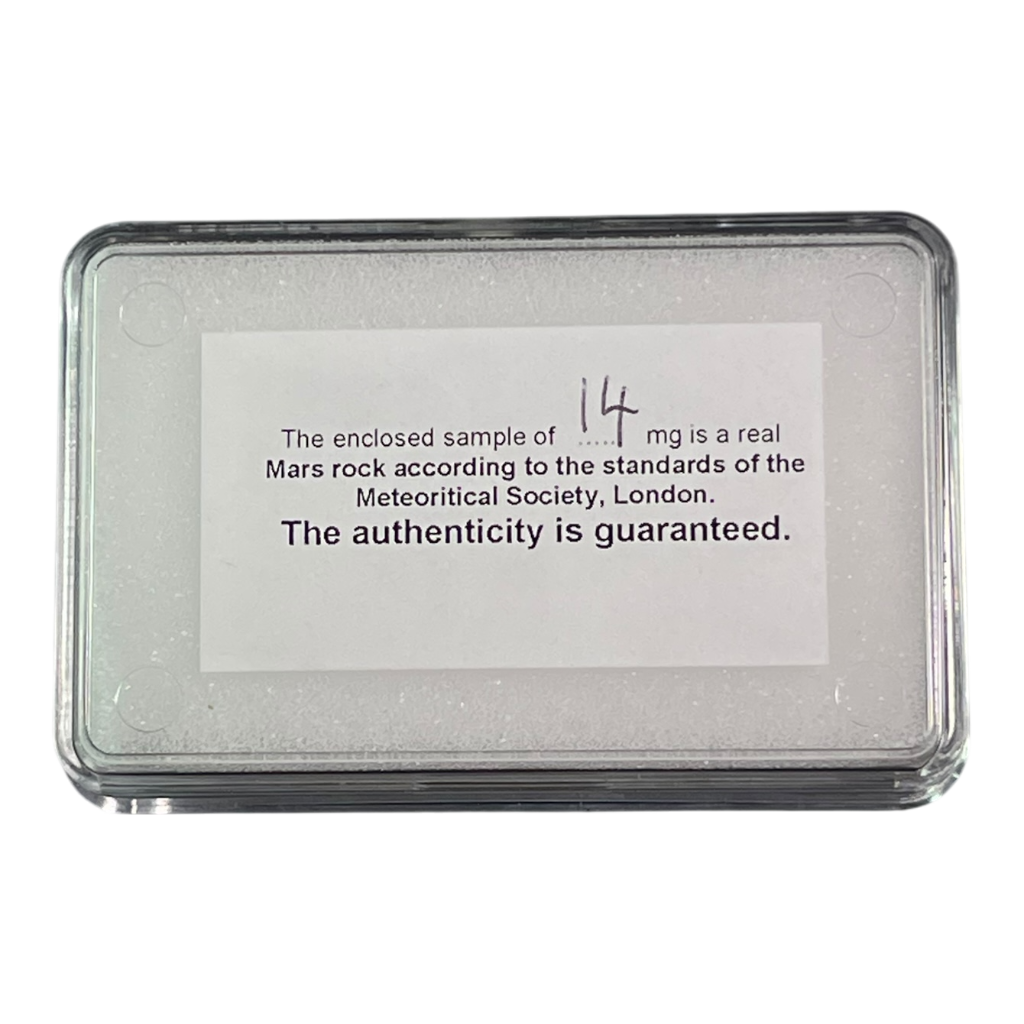 The enclosed sample of ..14.. mg is a real
Mars rock according to the standards of the
Meteoritical Society, London.
The authenticity is guaranteed.